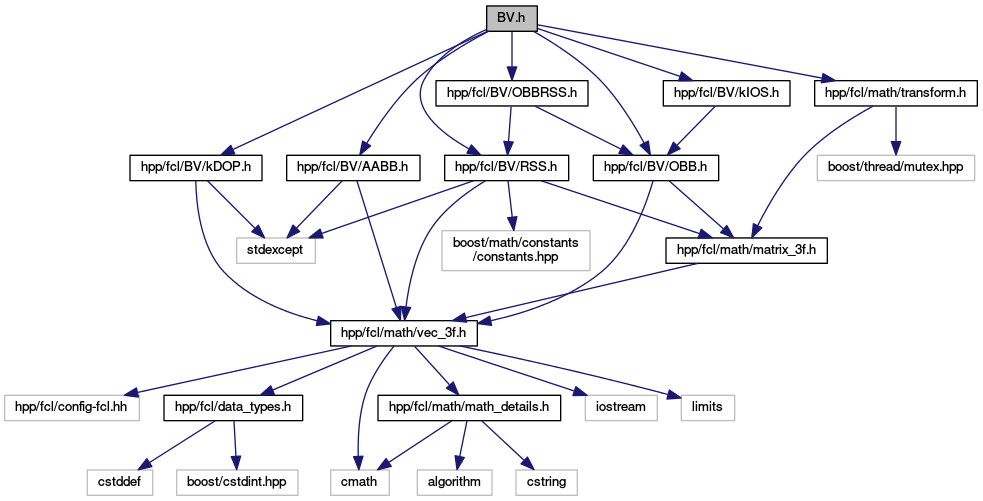 BV.h
hpp/fcl/BV/OBBRSS.h
hpp/fcl/BV/kIOS.h
hpp/fcl/math/transform.h
hpp/fcl/BV/kDOP.h
hpp/fcl/BV/AABB.h
hpp/fcl/BV/RSS.h
hpp/fcl/BV/OBB.h
boost/thread/mutex.hpp
stdexcept
boost/math/constants
/constants.hpp
hpp/fcl/math/matrix_3f.h
hpp/fcl/math/vec_3f.h
hpp/fcl/config-fcl.hh
hpp/fcl/data_types.h
hpp/fcl/math/math_details.h
iostream
limits
cstddef
boost/cstdint.hpp
cmath
algorithm
cstring